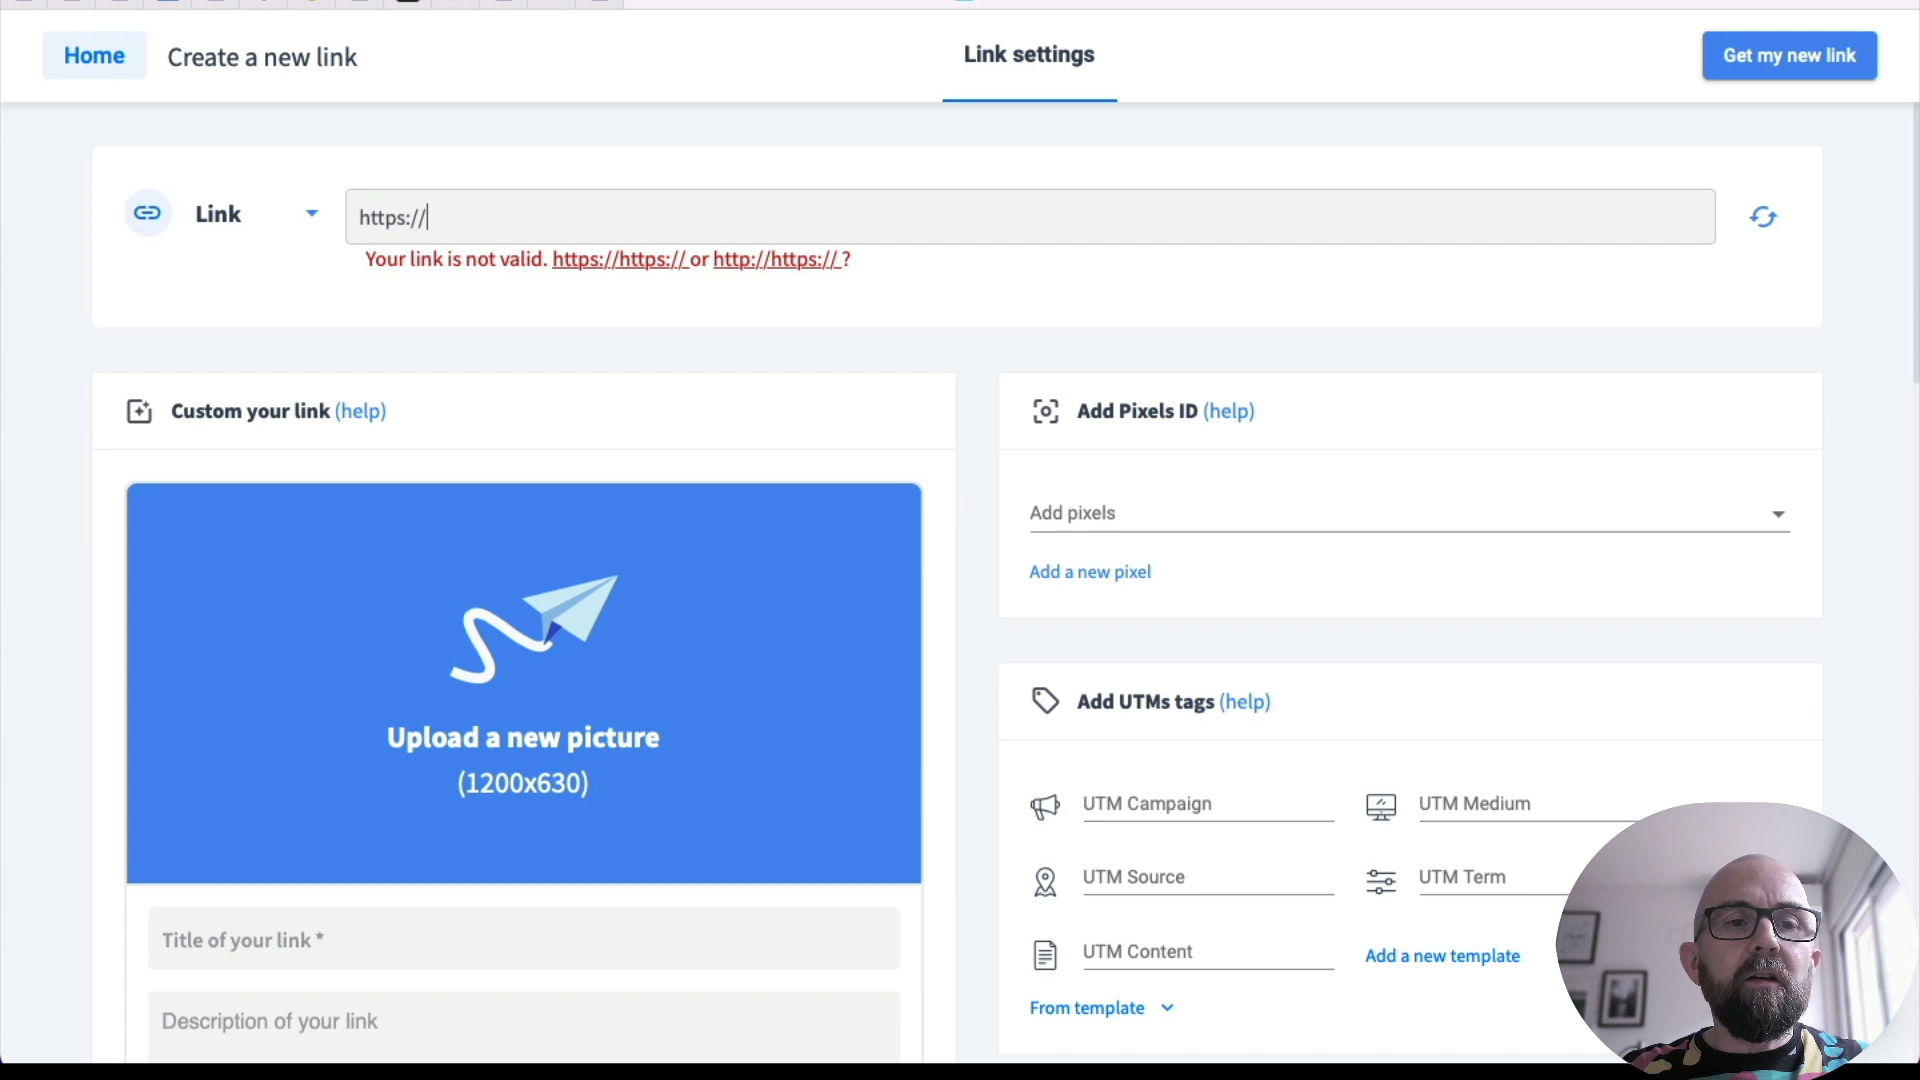 Home
Create a new link
Link settings
Get my new link
Link
https://
Your link is not valid. https://https:// or http://https:// ?
Custom your link (help)
Add Pixels ID (help)
Add pixels
Add a new pixel
Upload a new picture
(1200x630)
Add UTMs tags (help)
UTM Campaign
UTM Medium
UTM Source
UTM Term
UTM Content
Add a new template
From template
Title of your link *
Description of your link